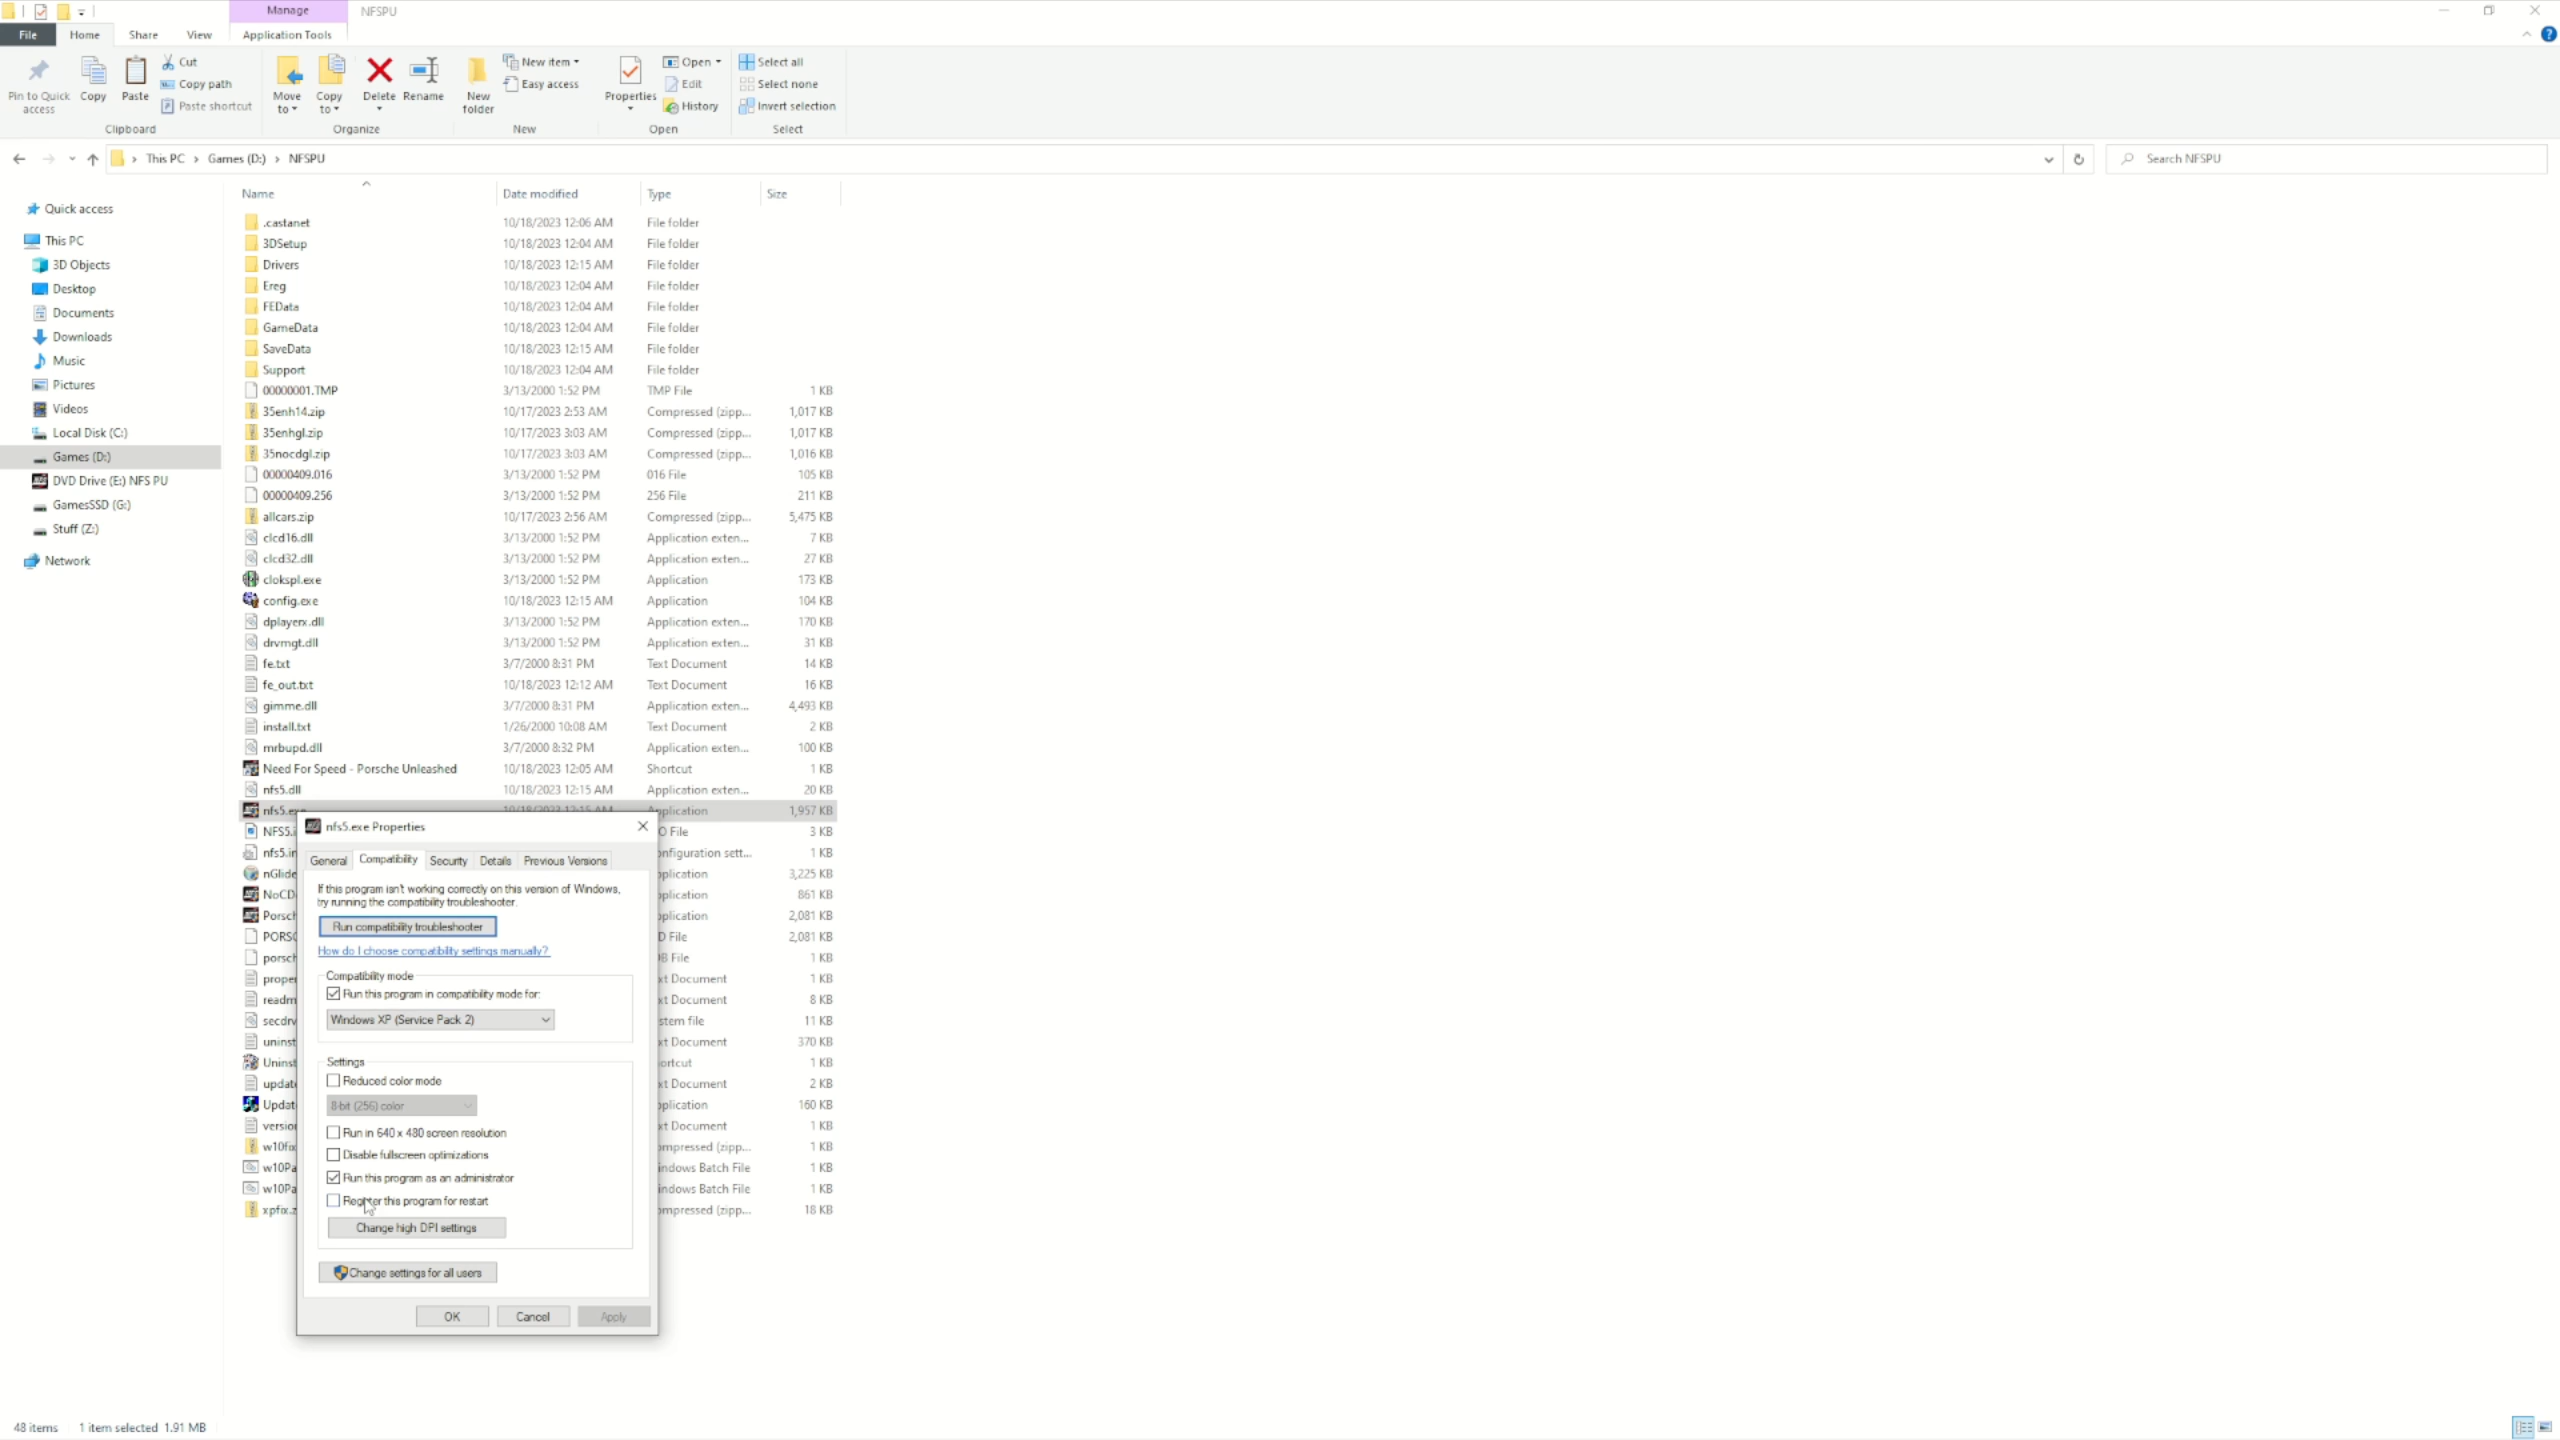 Manage
NFSPU
File
Home
Share
View
Application Tools
Pin to Quick access
Copy
Paste
Cut
Copy path
Paste shortcut
Clipboard
Move to
Copy to
Delete
Rename
Organize
New folder
New item
Easy access
New
Properties
Open
Edit
History
Open
Select all
Select none
Invert selection
Select
This PC > Games (D:) > NFSPU
Search NFSPU
Quick access
This PC
3D Objects
Desktop
Documents
Downloads
Music
Pictures
Videos
Local Disk (C:)
Games (D:)
DVD Drive (E:) NFS PU
GamesSSD (G:)
Stuff (Z:)
Network
Name Date modified Type Size
.castanet 10/18/2023 12:06 AM File folder
3DSetup 10/18/2023 12:04 AM File folder
Drivers 10/18/2023 12:15 AM File folder
Ereg 10/18/2023 12:04 AM File folder
FEData 10/18/2023 12:04 AM File folder
GameData 10/18/2023 12:04 AM File folder
SaveData 10/18/2023 12:15 AM File folder
Support 10/18/2023 12:04 AM File folder
00000001.TMP 3/13/2000 1:52 PM TMP File 1 KB
35enh14.zip 10/17/2023 2:53 AM Compressed (zipp... 1,017 KB
35enhgl.zip 10/17/2023 3:03 AM Compressed (zipp... 1,017 KB
35nocdgl.zip 10/17/2023 3:03 AM Compressed (zipp... 1,016 KB
00000409.016 3/13/2000 1:52 PM 016 File 105 KB
00000409.256 3/13/2000 1:52 PM 256 File 211 KB
allcars.zip 10/17/2023 2:56 AM Compressed (zipp... 5,475 KB
clcd16.dll 3/13/2000 1:52 PM Application exten... 7 KB
clcd32.dll 3/13/2000 1:52 PM Application exten... 27 KB
clokspl.exe 3/13/2000 1:52 PM Application 173 KB
config.exe 10/18/2023 12:15 AM Application 104 KB
dplayerx.dll 3/13/2000 1:52 PM Application exten... 170 KB
drvmgt.dll 3/13/2000 1:52 PM Application exten... 31 KB
fe.txt 3/7/2000 8:31 PM Text Document 14 KB
fe_out.txt 10/18/2023 12:12 AM Text Document 16 KB
gimme.dll 3/7/2000 8:31 PM Application exten... 4,493 KB
install.txt 1/26/2000 10:08 AM Text Document 2 KB
mrbupd.dll 3/7/2000 8:32 PM Application exten... 100 KB
Need For Speed - Porsche Unleashed 10/18/2023 12:05 AM Shortcut 1 KB
nfs5.dll 10/18/2023 12:15 AM Application exten... 20 KB
nfs5.exe 10/18/2023 12:15 AM Application 1,957 KB
NFS5.i O File 3 KB
nfs5.in onfiguration sett... 1 KB
nGlide pplication 3,225 KB
NoCD pplication 861 KB
Porsch pplication 2,081 KB
PORSC D File 2,081 KB
porsch B File 1 KB
proper xt Document 1 KB
readm xt Document 8 KB
secdrv stem file 11 KB
uninst xt Document 370 KB
Uninst ortcut 1 KB
update xt Document 2 KB
Updat pplication 160 KB
version xt Document 1 KB
w10fix ompressed (zipp... 1 KB
w10Pa indows Batch File 1 KB
w10Pa indows Batch File 1 KB
xpfix.z ompressed (zipp... 18 KB
nfs5.exe Properties
General Compatibility Security Details Previous Versions
If this program isn't working correctly on this version of Windows,
try running the compatibility troubleshooter.
Run compatibility troubleshooter
How do I choose compatibility settings manually?
Compatibility mode
Run this program in compatibility mode for:
Windows XP (Service Pack 2)
Settings
Reduced color mode
8-bit (256) color
Run in 640 x 480 screen resolution
Disable fullscreen optimizations
Run this program as an administrator
Register this program for restart
Change high DPI settings
Change settings for all users
OK Cancel Apply
48 items 1 item selected 1.91 MB